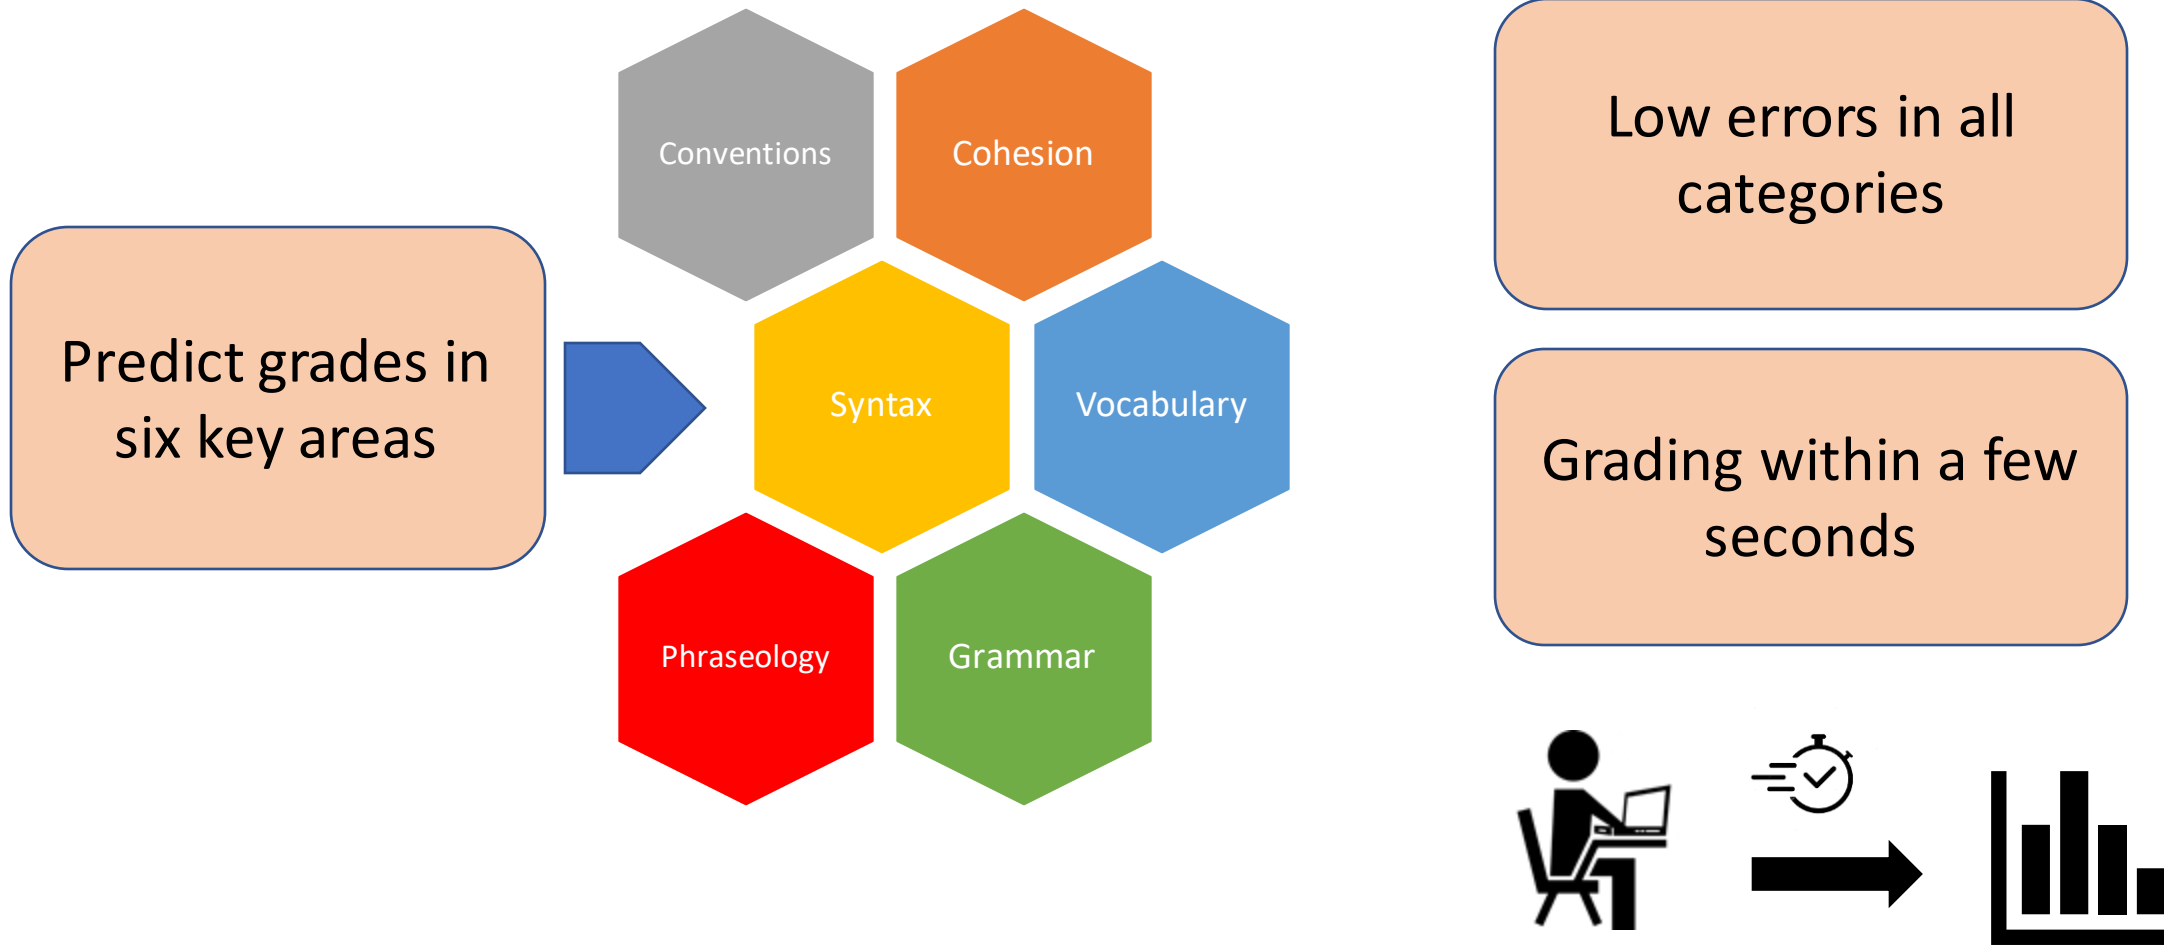 Predict grades in
six key areas
Conventions
Cohesion
Syntax
Vocabulary
Phraseology
Grammar
Low errors in all
categories
Grading within a few
seconds